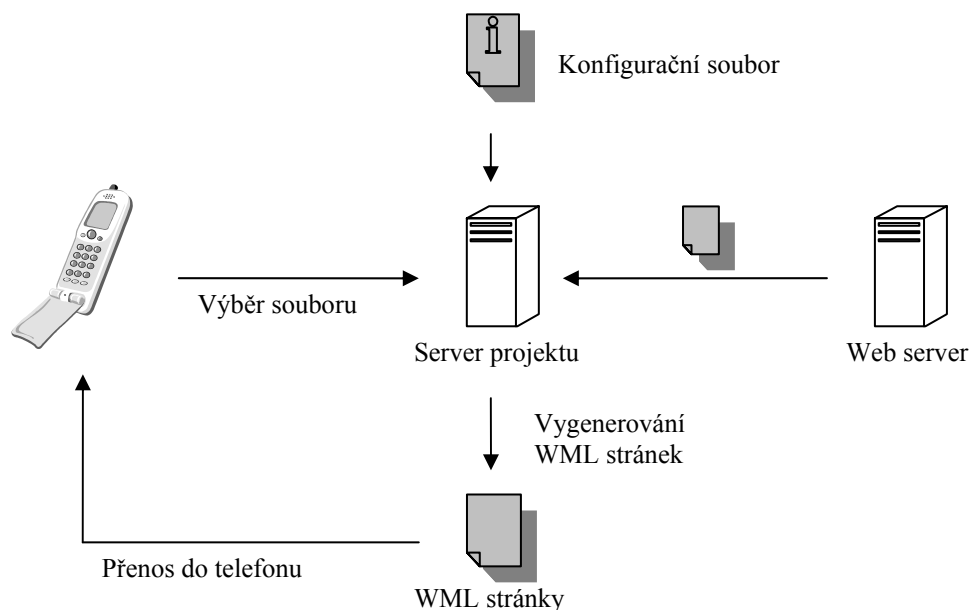 Konfigurační soubor
Výběr souboru
Server projektu
Web server
Vygenerování
WML stránek
Přenos do telefonu
WML stránky